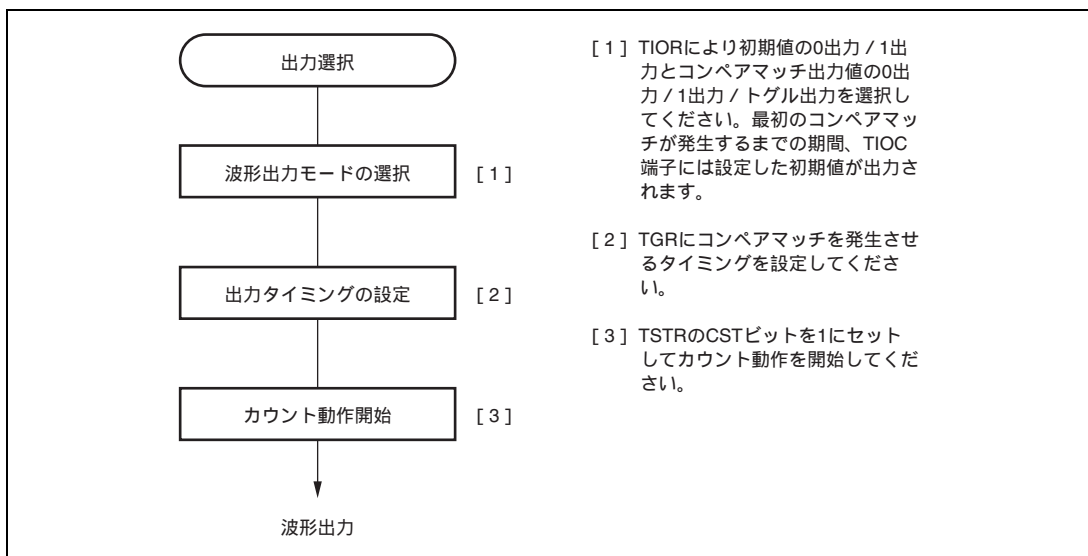 出力選択
波形出力モードの選択 [ 1 ]
出力タイミングの設定 [ 2 ]
カウント動作開始 [ 3 ]
波形出力
[ 1 ] TIORにより初期値の0出力 / 1出
力とコンペアマッチ出力値の0出
力 / 1出力 / トグル出力を選択し
てください。最初のコンペアマッ
チが発生するまでの期間、TIOC
端子には設定した初期値が出力さ
れます。
[ 2 ] TGRにコンペアマッチを発生させ
るタイミングを設定してくださ
い。
[ 3 ] TSTRのCSTビットを1にセット
してカウント動作を開始してくだ
さい。